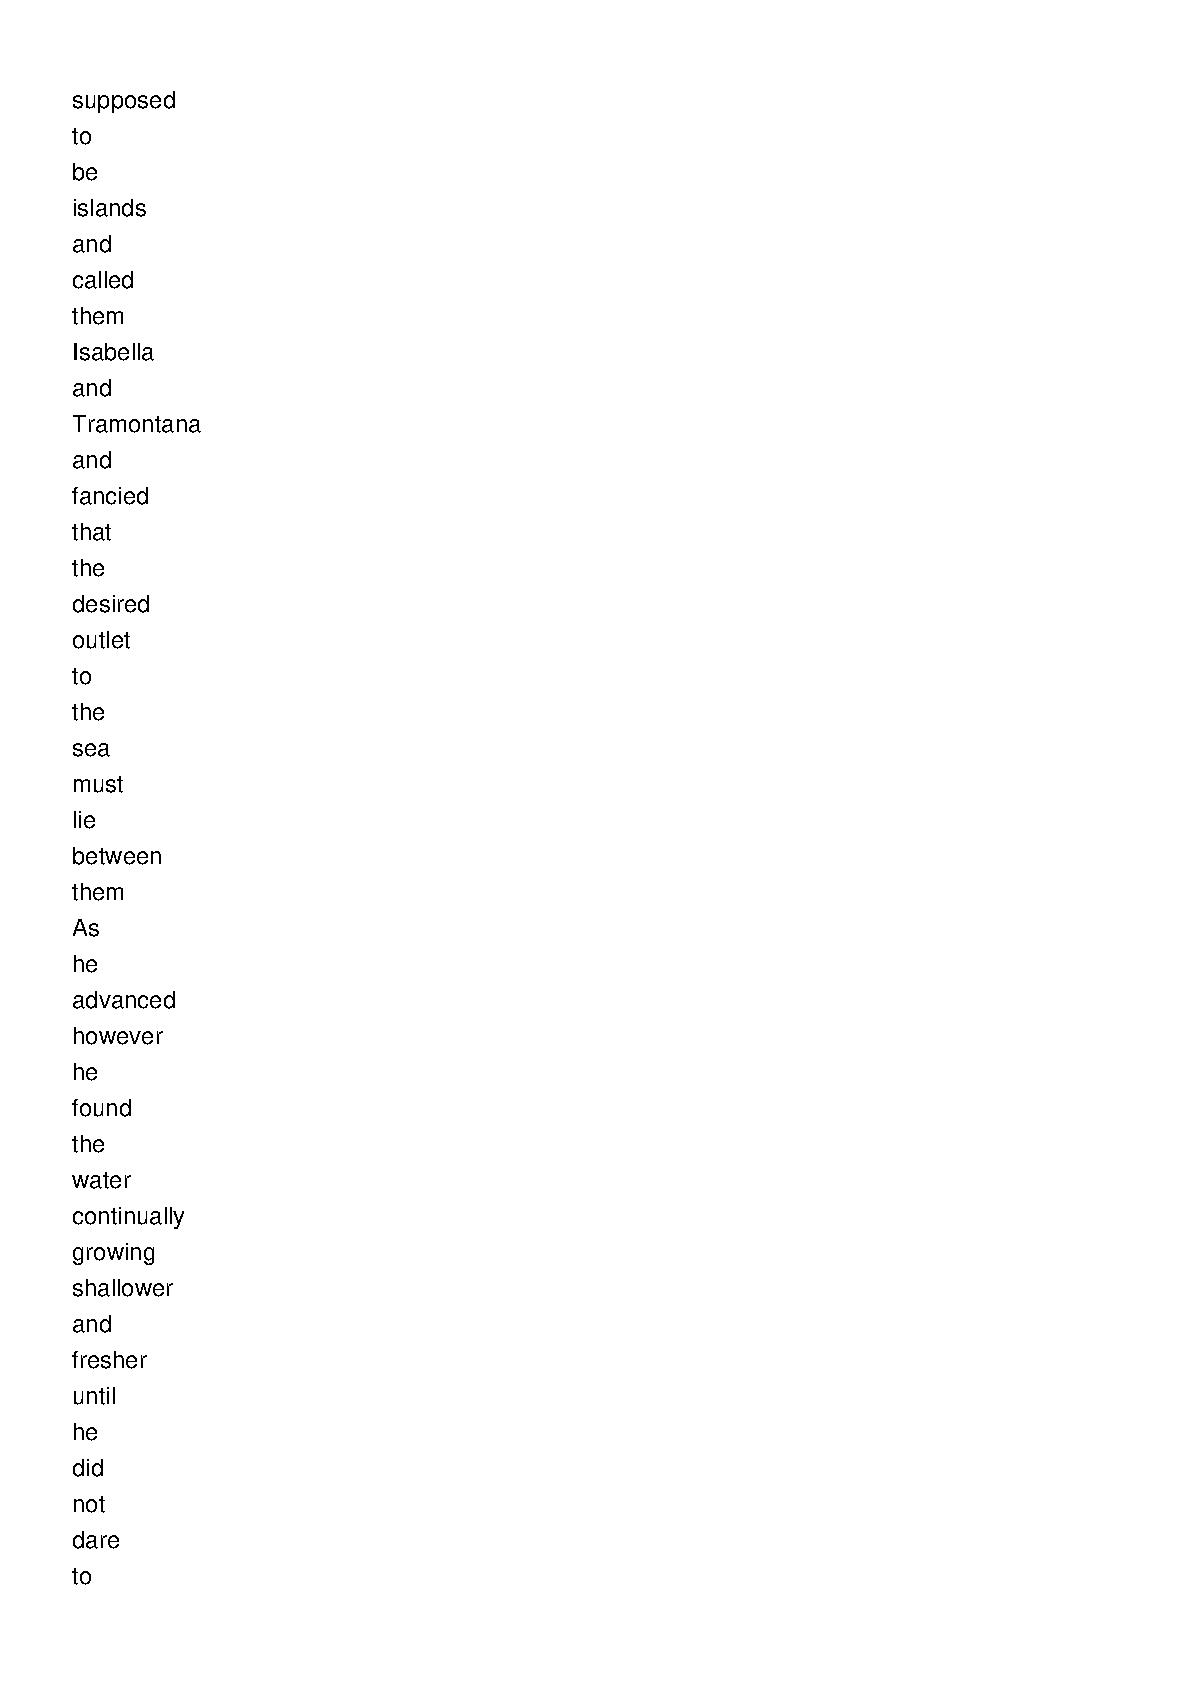 supposed
to
be
islands
and
called
them
Isabella
and
Tramontana
and
fancied
that
the
desired
outlet
to
the
sea
must
lie
between
them
As
he
advanced
however
he
found
the
water
continually
growing
shallower
and
fresher
until
he
did
not
dare
to